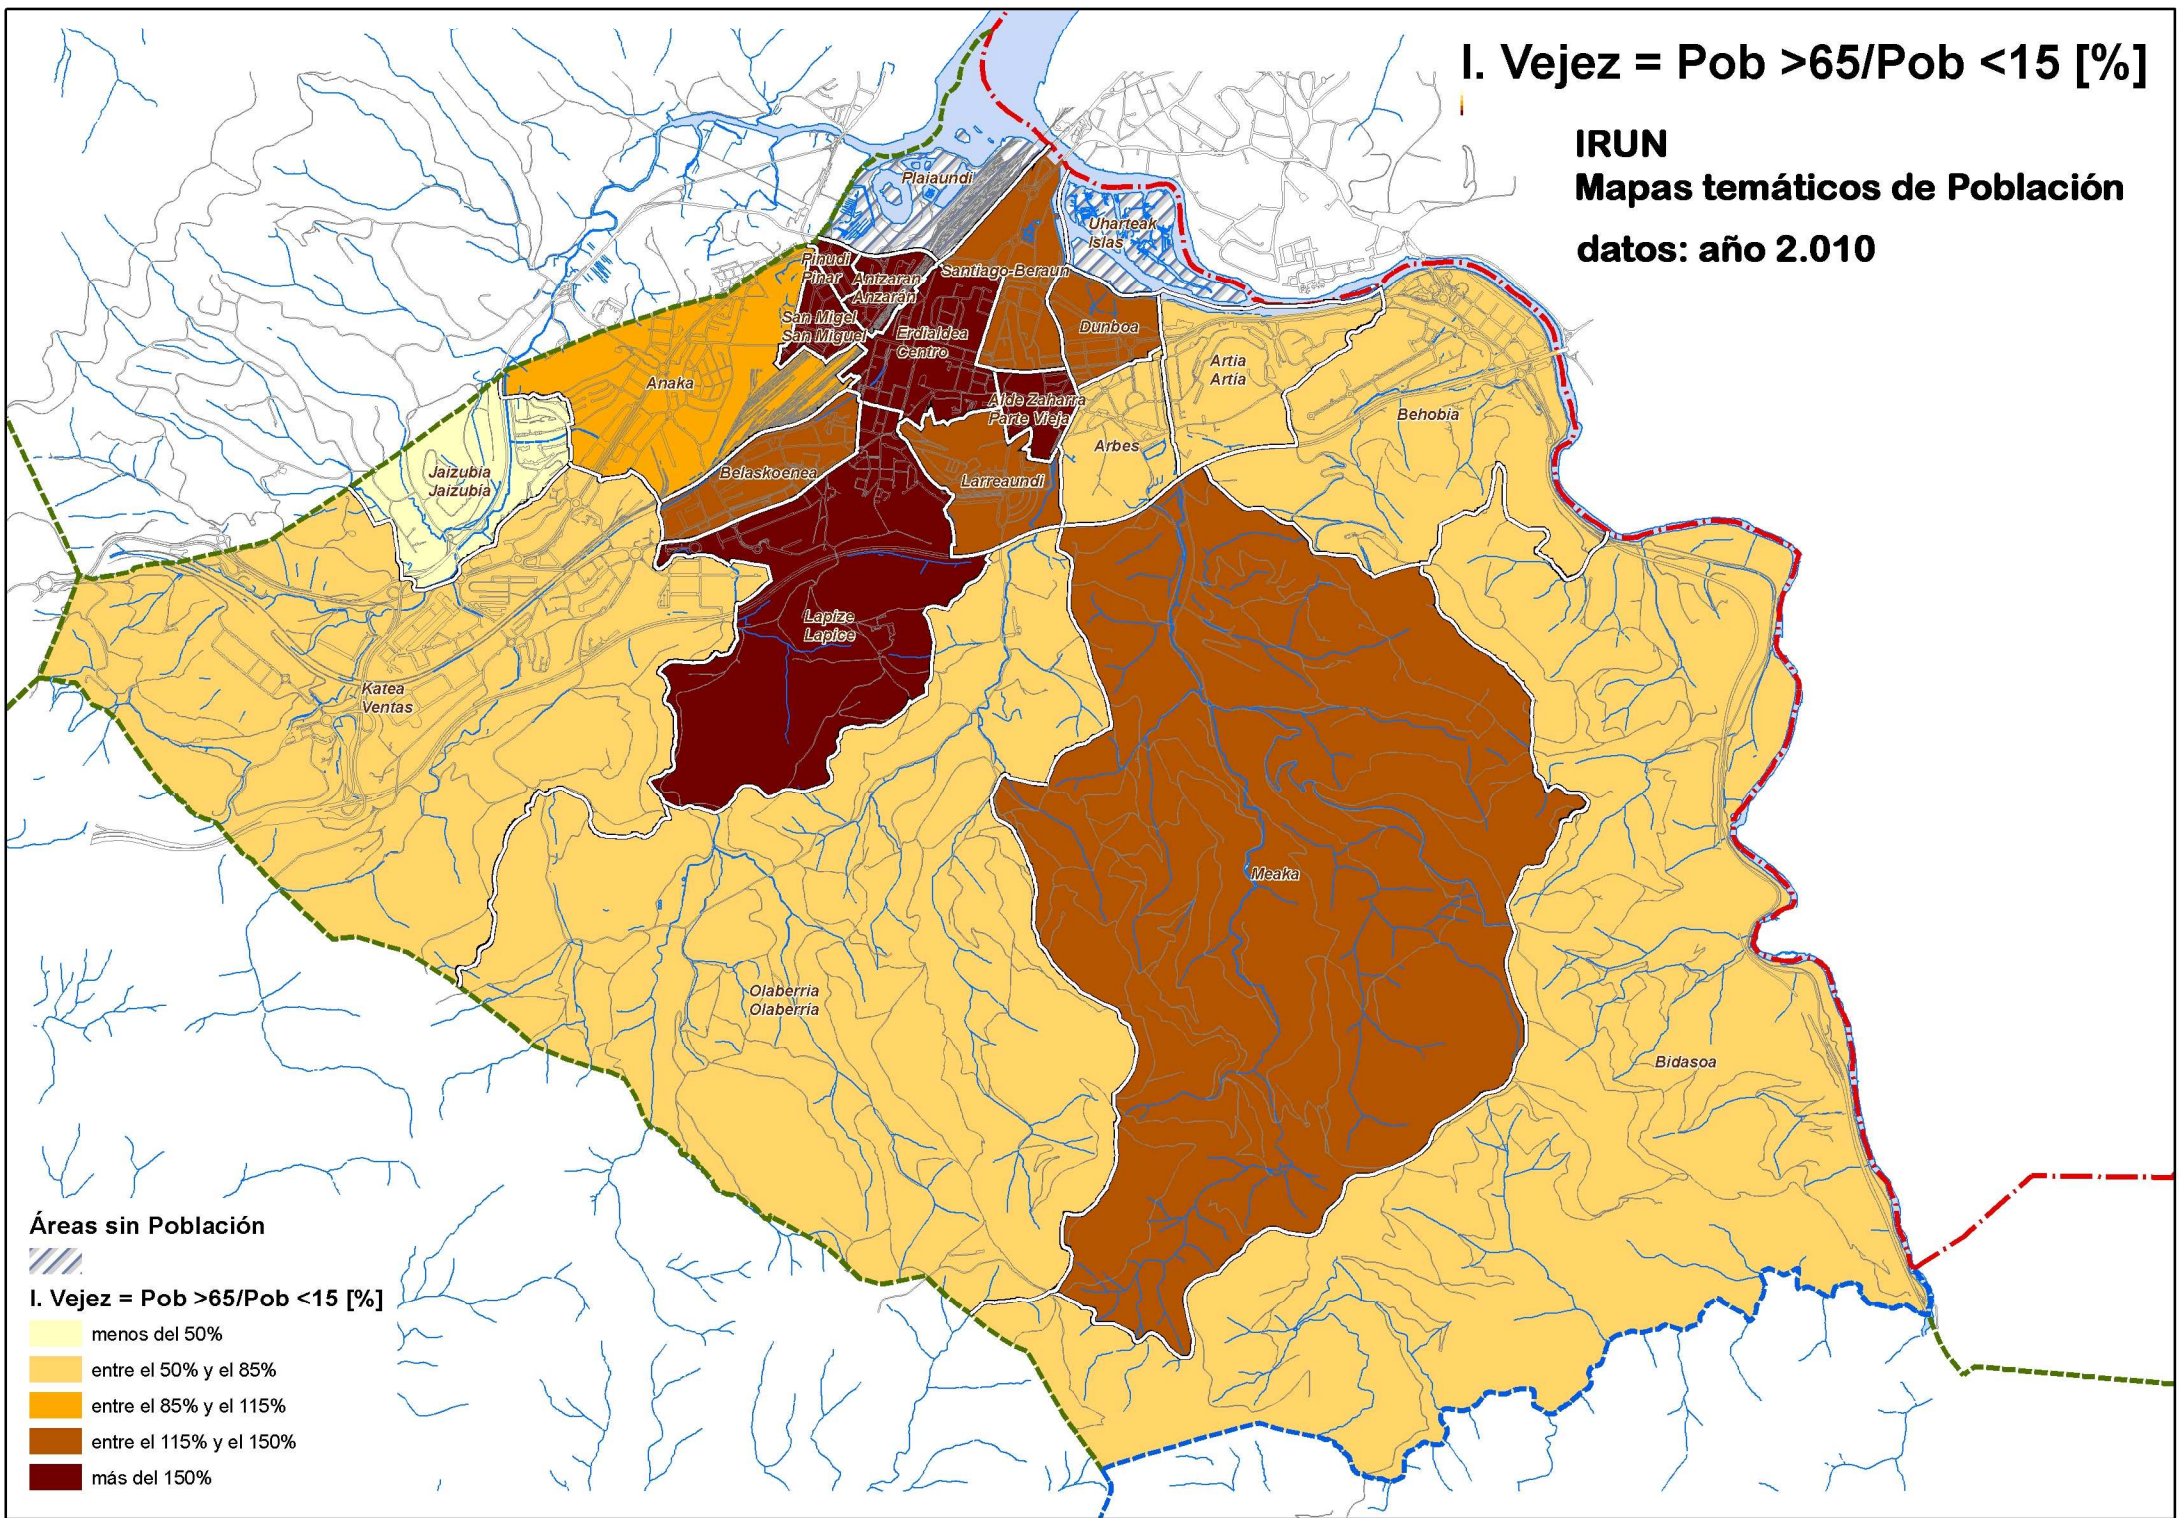 I. Vejez = Pob >65/Pob <15 [%]
IRUN
Mapas temáticos de Población
datos: año 2.010
Plaiaundi
Uharteak
Islas
Pinudi
Pinar
Antzaran
Anzarán
Santiago-Beraun
San Migel
San Miguel
Erdialdea
Centro
Dunboa
Artia
Artía
Anaka
Alde Zaharra
Parte Vieja
Behobia
Arbes
Jaizubia
Jaizubia
Belaskoenea
Larreaundi
Lapize
Lapice
Katea
Ventas
Meaka
Olaberria
Olaberría
Bidasoa
Áreas sin Población
I. Vejez = Pob >65/Pob <15 [%]
menos del 50%
entre el 50% y el 85%
entre el 85% y el 115%
entre el 115% y el 150%
más del 150%